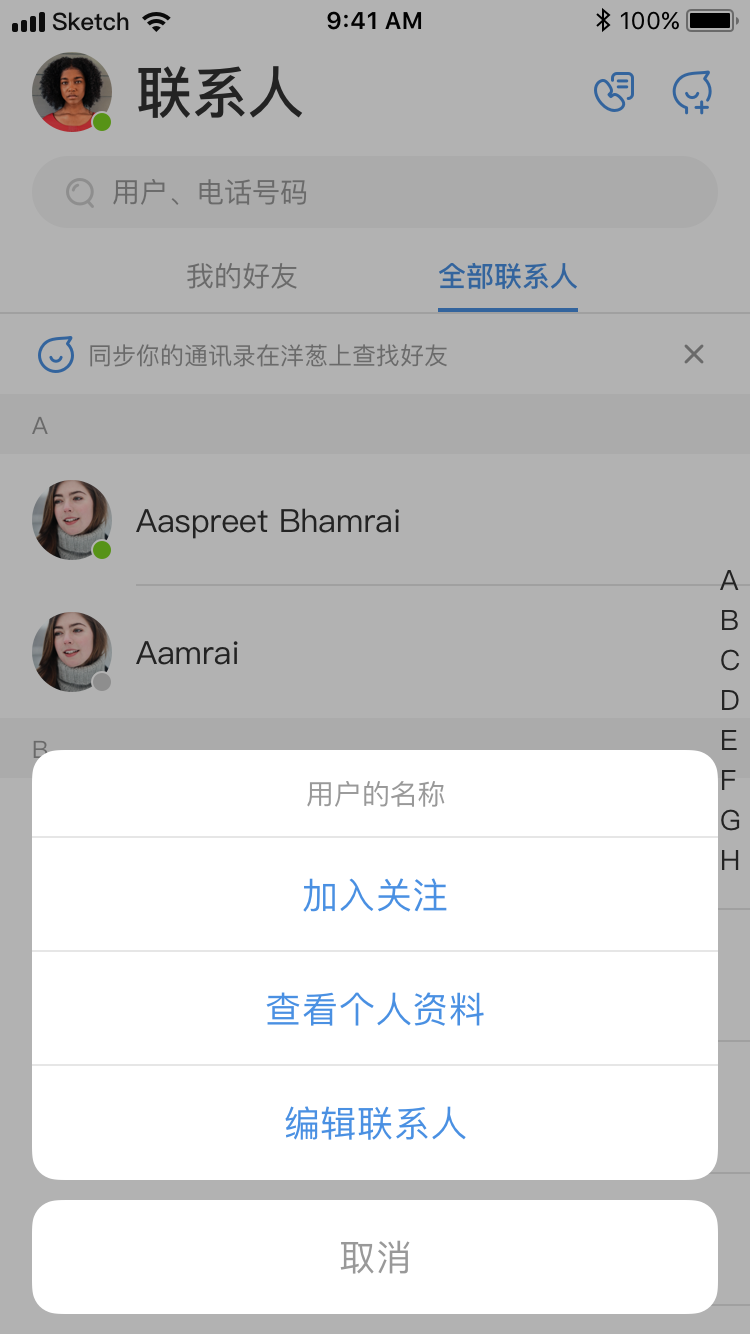 Sketch 9:41 AM 100%
联系人
用户、电话号码
我的好友 全部联系人
同步你的通讯录在洋葱上查找好友
A
Aaspreet Bhamrai
Aamrai
B
A
B
C
D
E
F
G
H
用户的名称
加入关注
查看个人资料
编辑联系人
取消